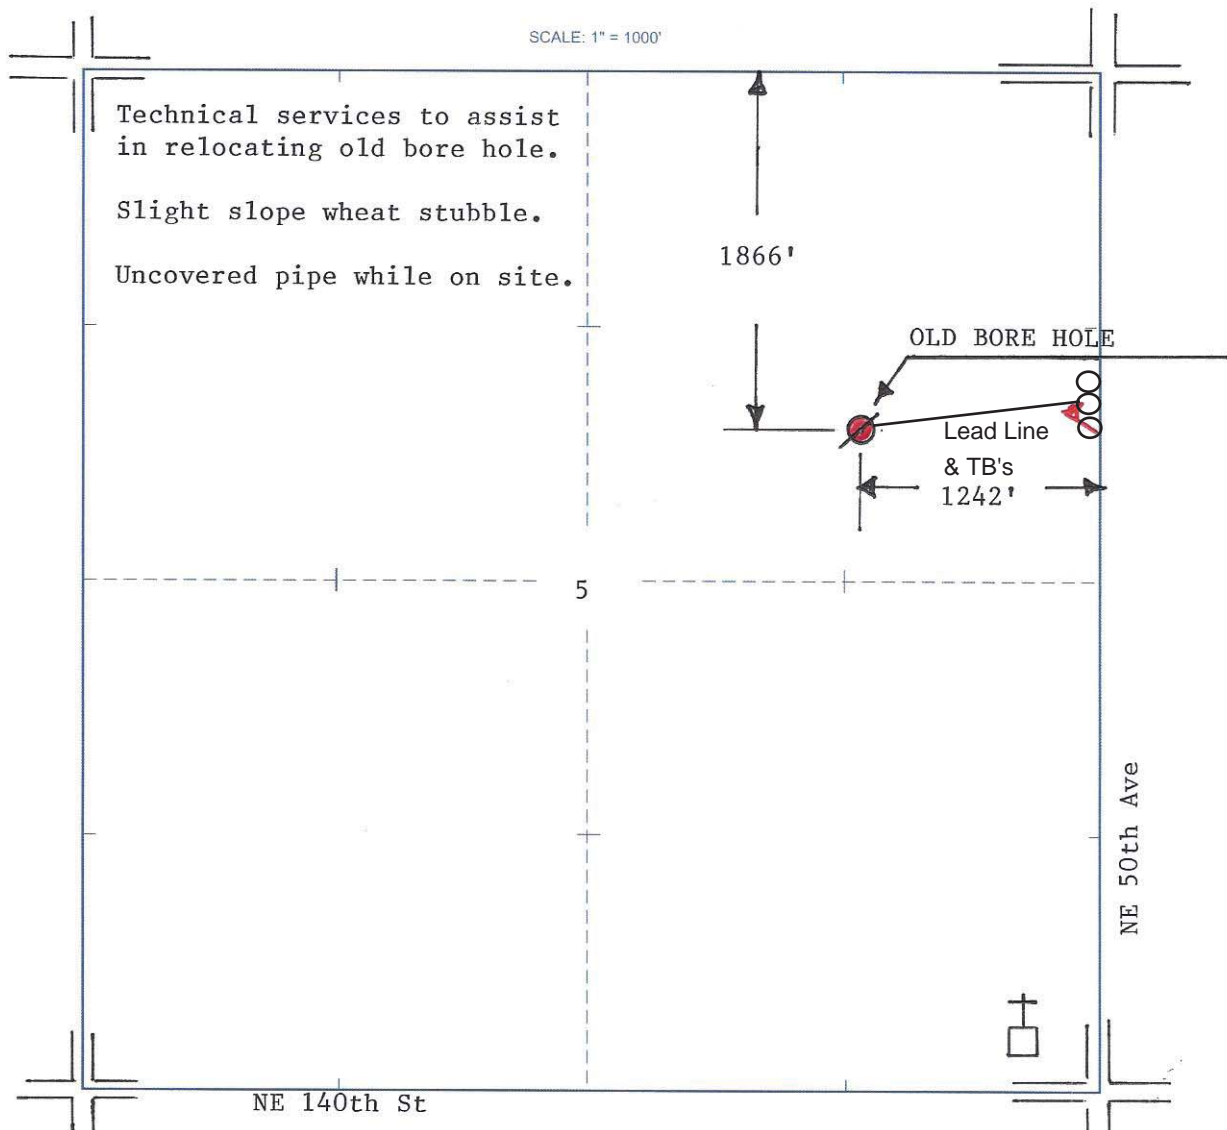 SCALE: 1" = 1000'
Technical services to assist
in relocating old bore hole.
Slight slope wheat stubble.
Uncovered pipe while on site.
1866'
OLD BORE HOLE
Lead Line
& TB's
1242'
5
NE 50th Ave
NE 140th St